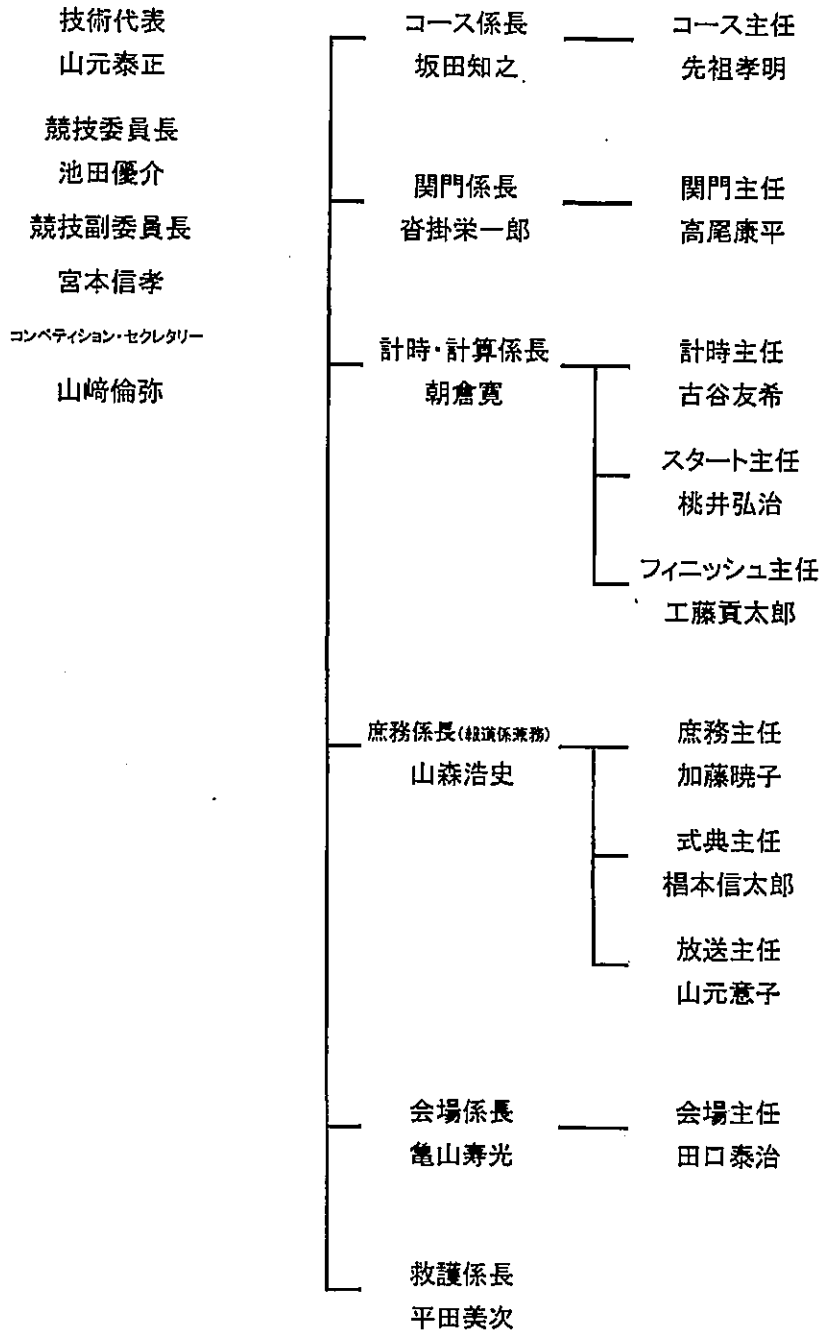 技術代表
山元泰正
競技委員長
池田優介
競技副委員長
宮本信孝
コンペティション・セクレタリー
山﨑倫弥
コース係長
坂田知之
コース主任
先祖孝明
関門係長
沓掛栄一郎
関門主任
高尾康平
計時・計算係長
朝倉寛
計時主任
古谷友希
スタート主任
桃井弘治
フィニッシュ主任
工藤貢太郎
庶務係長(報道係兼務)
山森浩史
庶務主任
加藤暁子
式典主任
椙本信太郎
放送主任
山元意子
会場係長
亀山寿光
会場主任
田口泰治
救護係長
平田美次